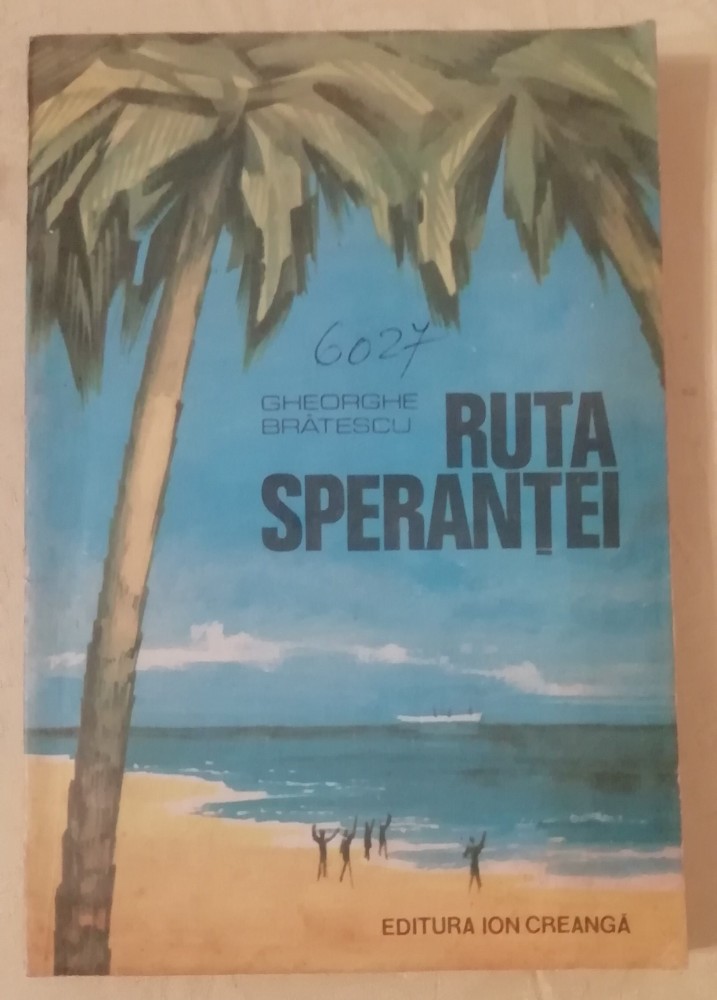 6027
GHEORGHE
BRĂTESCU
RUTA
SPERANȚEI
EDITURA ION CREANGĂ